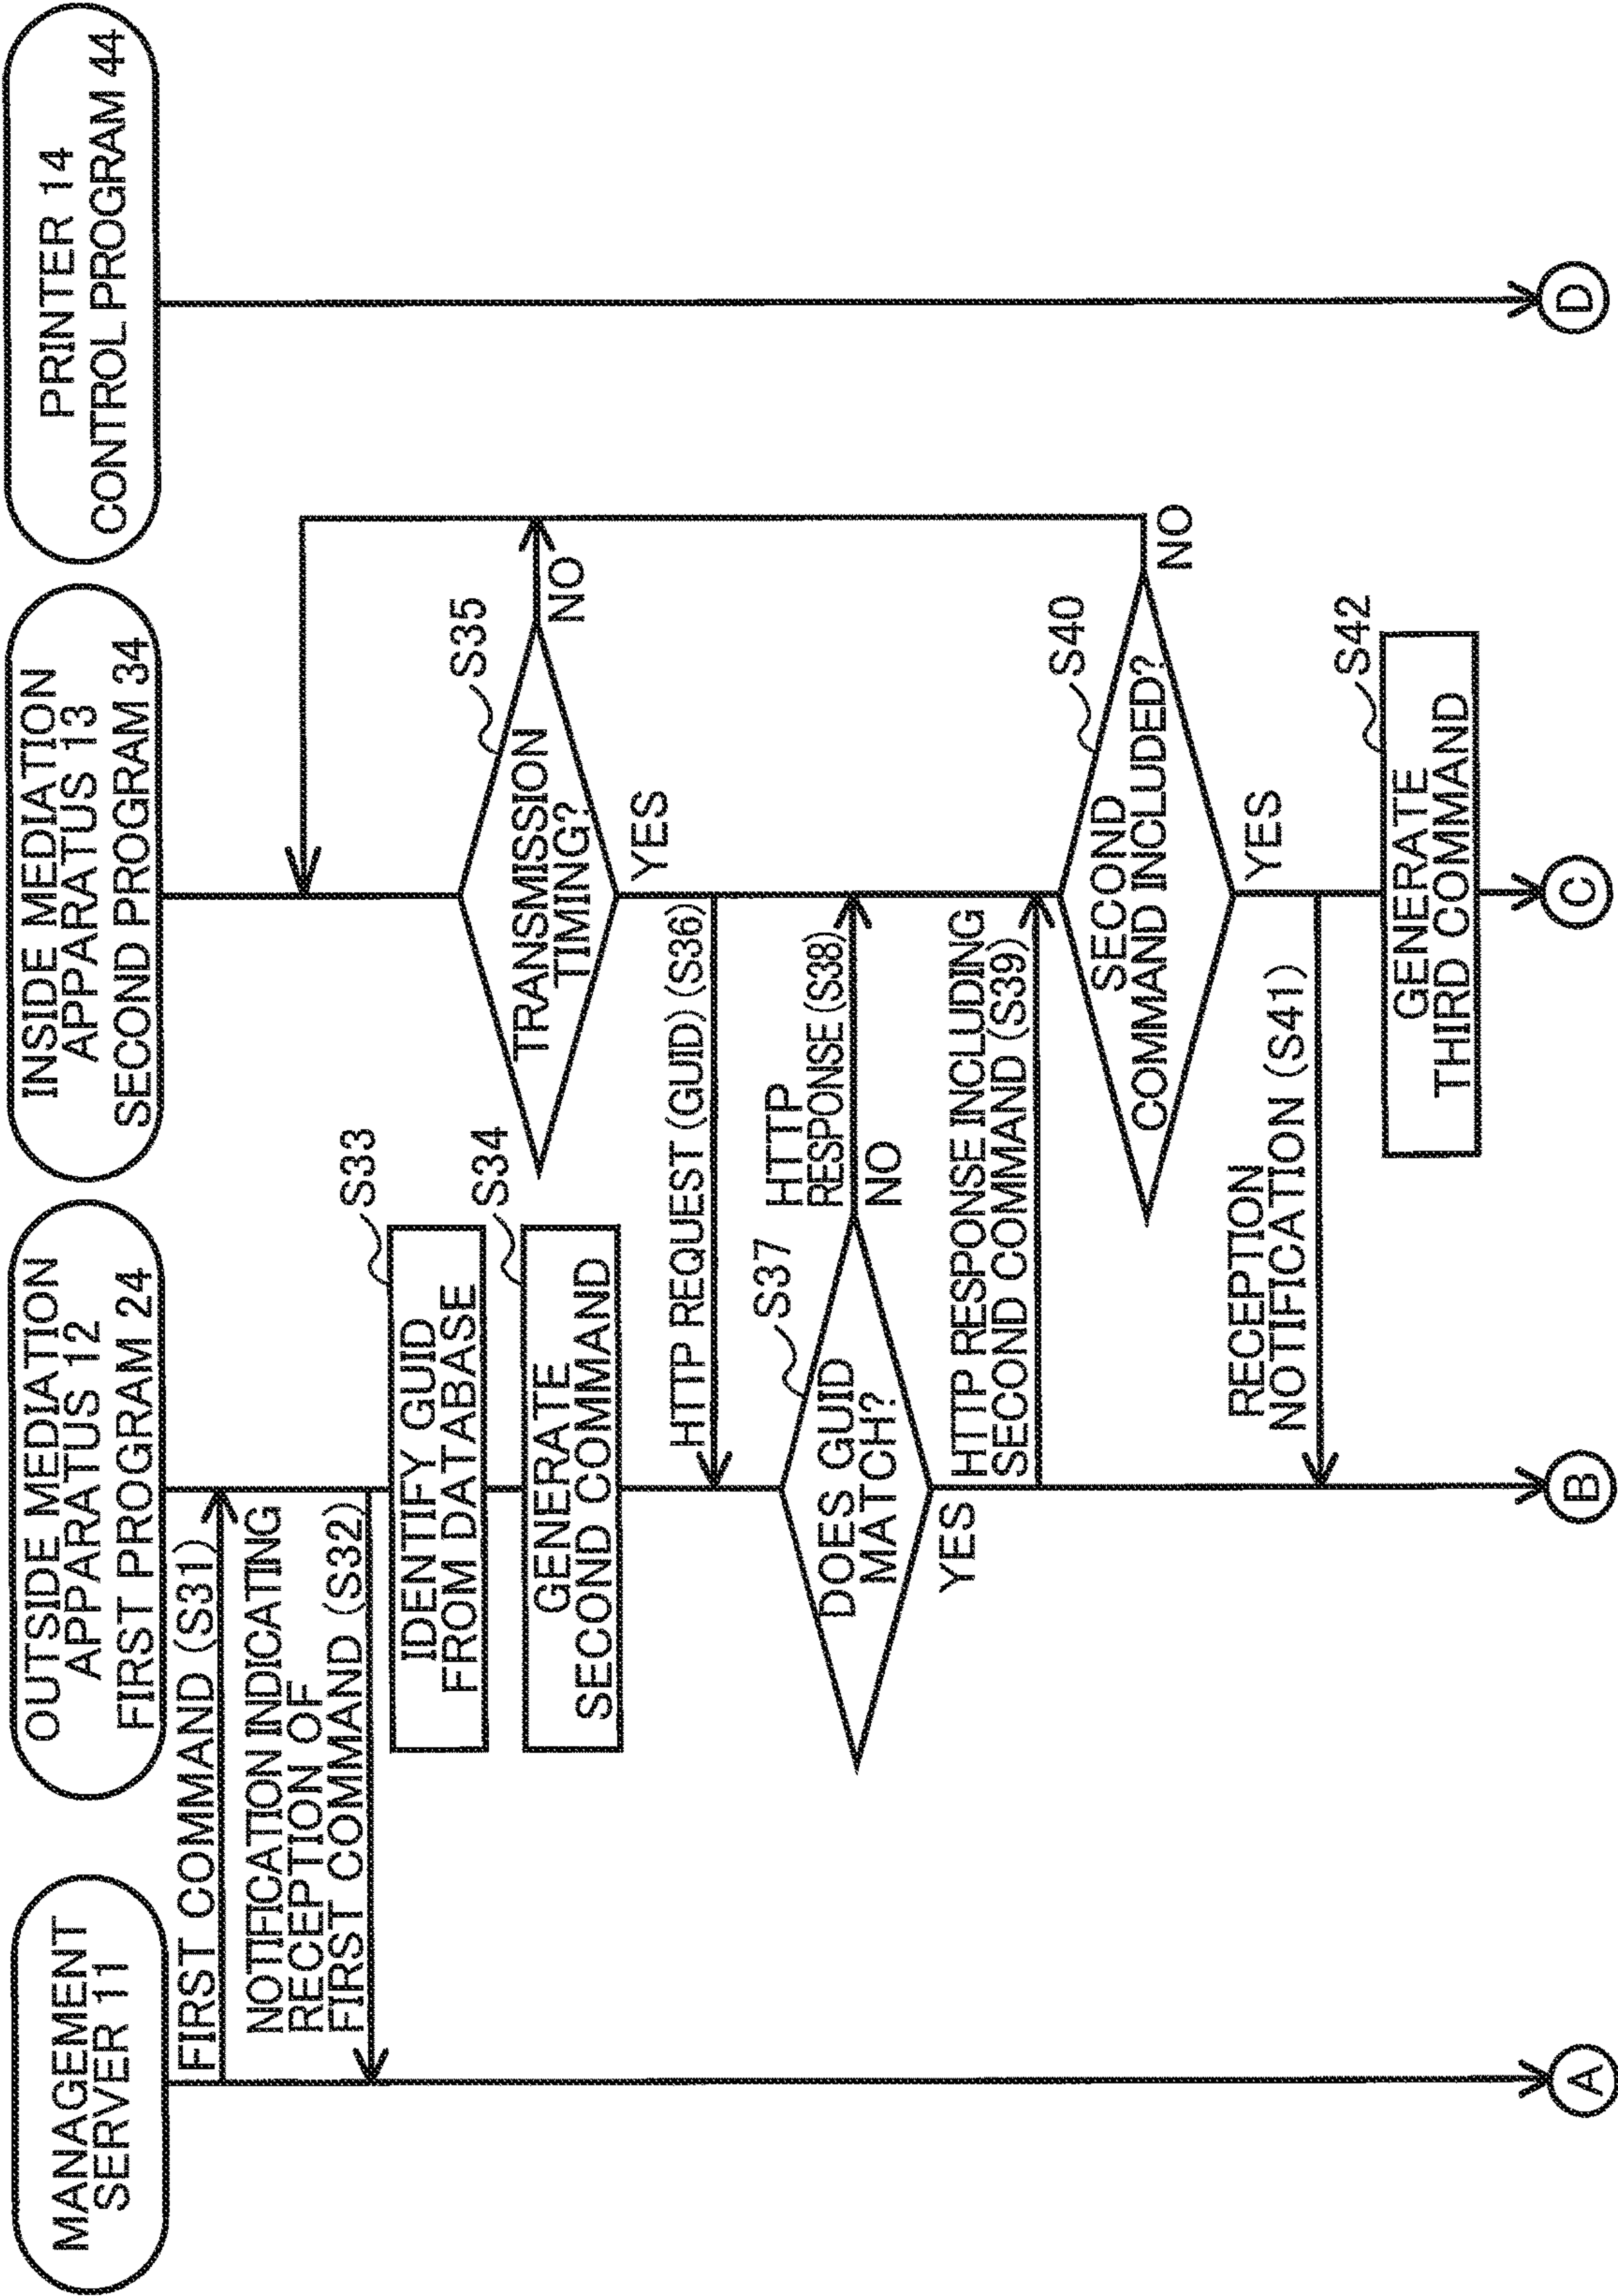 MANAGEMENT
SERVER 11
OUTSIDE MEDIATION
APPARATUS 12
FIRST PROGRAM 24
INSIDE MEDIATION
APPARATUS 13
SECOND PROGRAM 34
PRINTER 14
CONTROL PROGRAM 44
FIRST COMMAND (S31)
NOTIFICATION INDICATING
RECEPTION OF
FIRST COMMAND (S32)
S33
IDENTIFY GUID
FROM DATABASE
S34
GENERATE
SECOND COMMAND
S35
TRANSMISSION
TIMING?
NO
YES
HTTP REQUEST (GUID) (S36)
S37
DOES GUID
MATCH?
HTTP
RESPONSE (S38)
NO
YES
HTTP RESPONSE INCLUDING
SECOND COMMAND (S39)
S40
SECOND
COMMAND INCLUDED?
NO
YES
RECEPTION
NOTIFICATION (S41)
S42
GENERATE
THIRD COMMAND
A
B
C
D